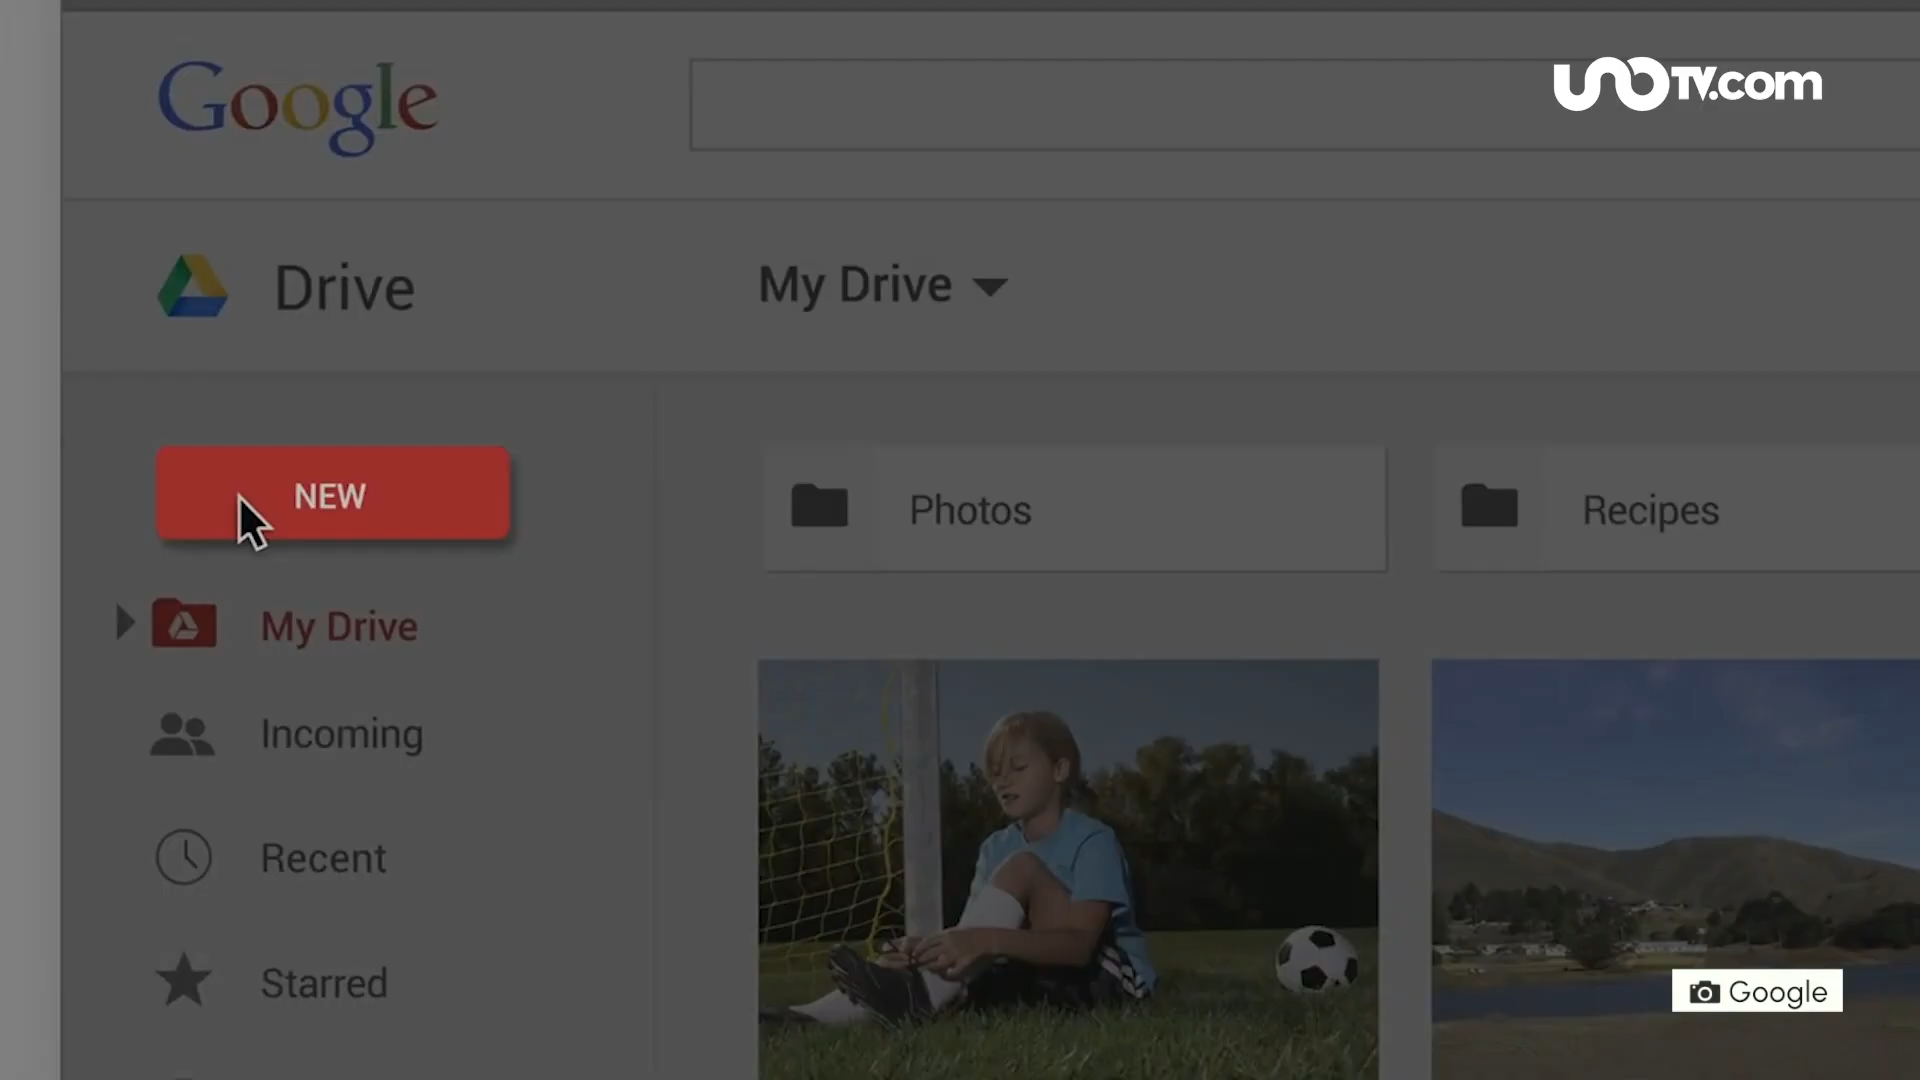 Google
UNOTV.com
Drive
My Drive
NEW
Photos
Recipes
My Drive
Incoming
Recent
Starred
Google